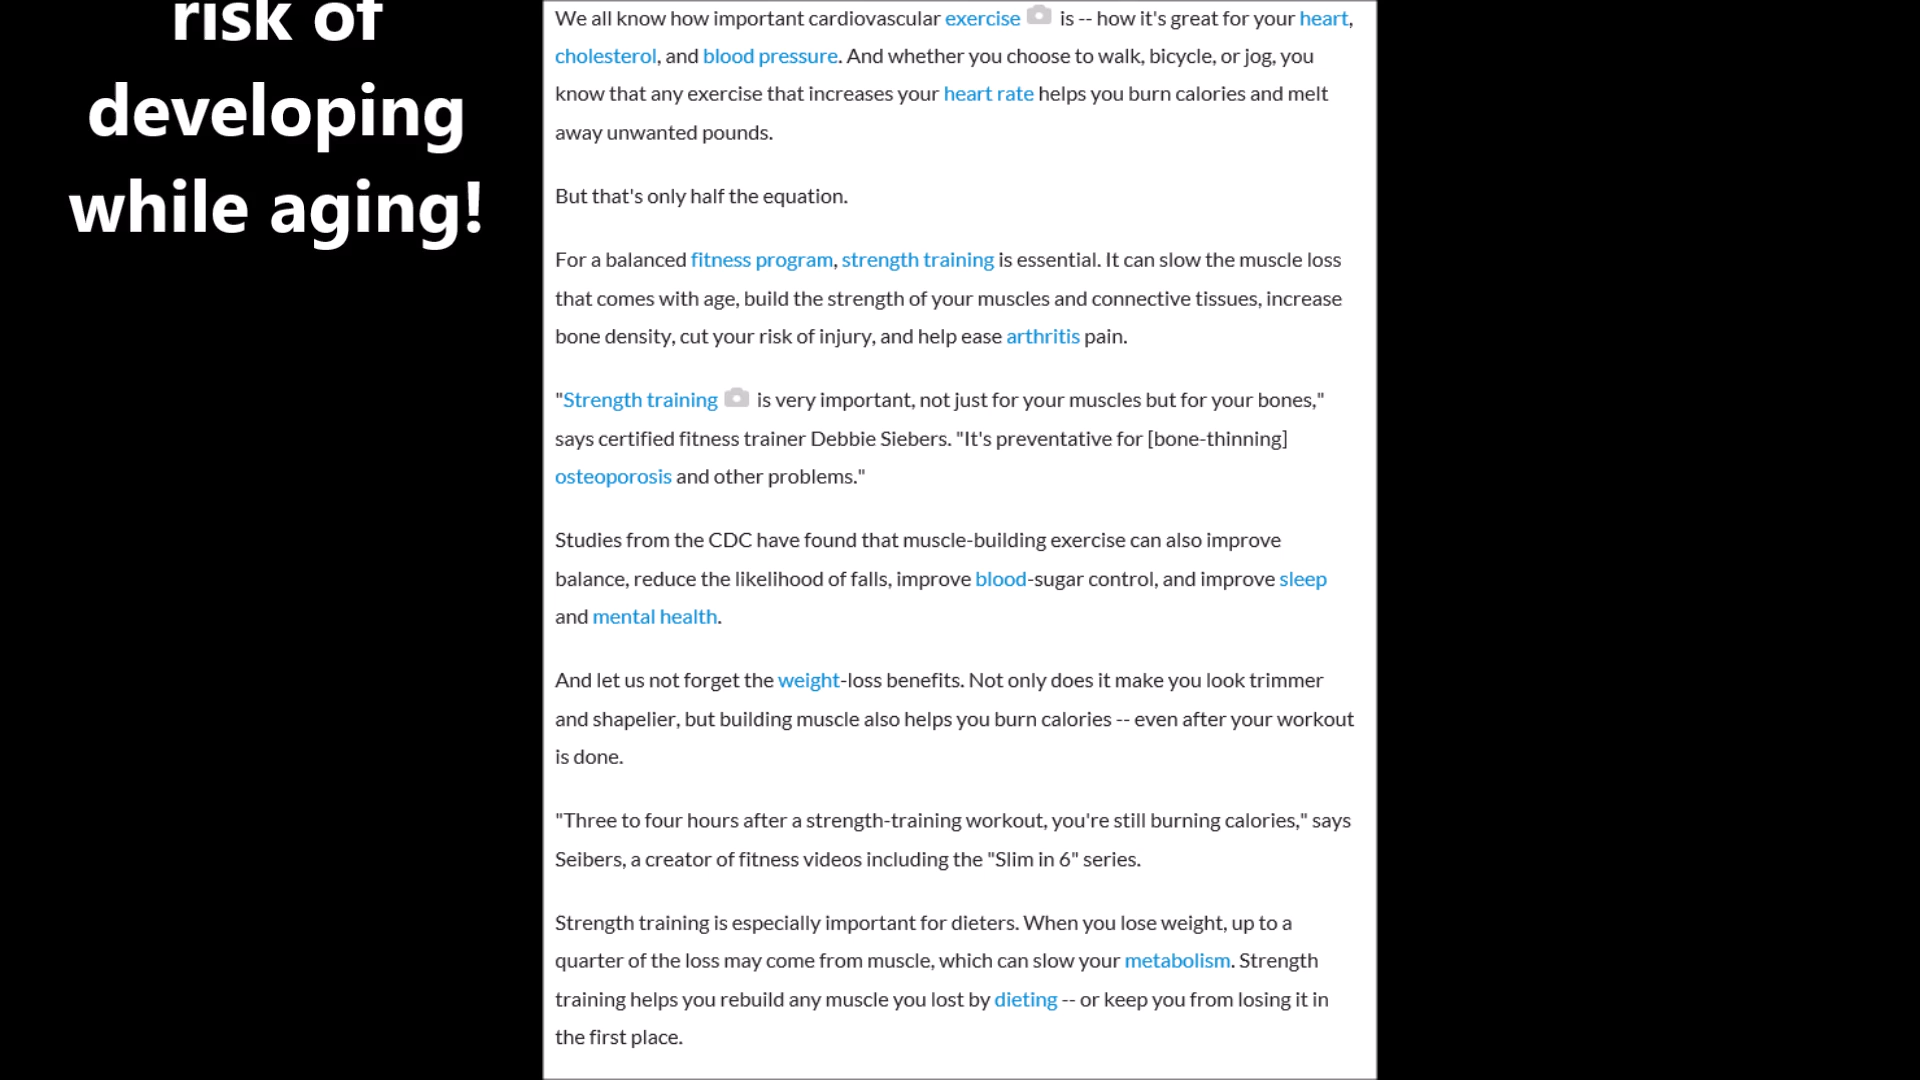 risk of
developing
while aging!
We all know how important cardiovascular exercise is -- how it's great for your heart,
cholesterol, and blood pressure. And whether you choose to walk, bicycle, or jog, you
know that any exercise that increases your heart rate helps you burn calories and melt
away unwanted pounds.
But that's only half the equation.
For a balanced fitness program, strength training is essential. It can slow the muscle loss
that comes with age, build the strength of your muscles and connective tissues, increase
bone density, cut your risk of injury, and help ease arthritis pain.
"Strength training is very important, not just for your muscles but for your bones,"
says certified fitness trainer Debbie Siebers. "It's preventative for [bone-thinning]
osteoporosis and other problems."
Studies from the CDC have found that muscle-building exercise can also improve
balance, reduce the likelihood of falls, improve blood-sugar control, and improve sleep
and mental health.
And let us not forget the weight-loss benefits. Not only does it make you look trimmer
and shapelier, but building muscle also helps you burn calories -- even after your workout
is done.
"Three to four hours after a strength-training workout, you're still burning calories," says
Seibers, a creator of fitness videos including the "Slim in 6" series.
Strength training is especially important for dieters. When you lose weight, up to a
quarter of the loss may come from muscle, which can slow your metabolism. Strength
training helps you rebuild any muscle you lost by dieting -- or keep you from losing it in
the first place.